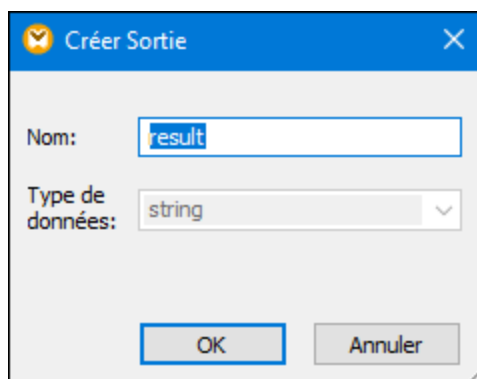 Créer Sortie
Nom: result
Type de
données: string
OK Annuler